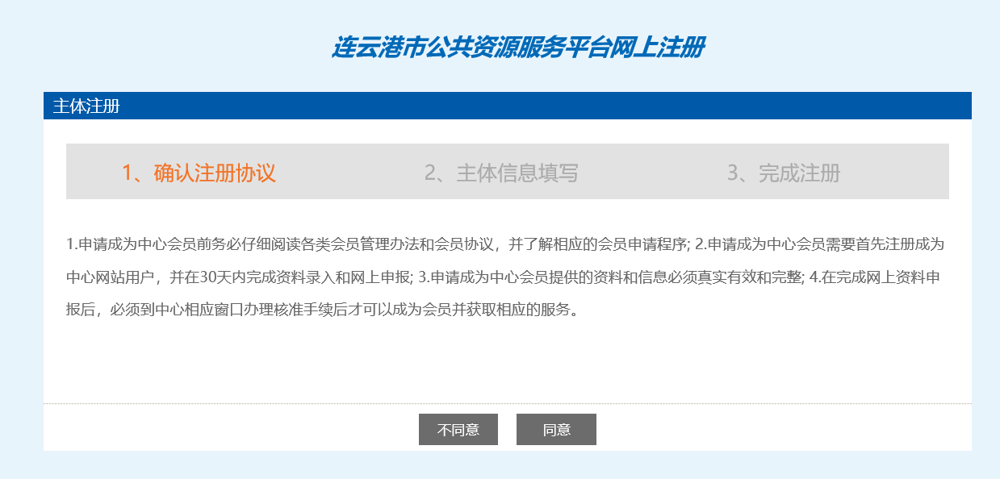 连云港市公共资源服务平台网上注册
主体注册
1、确认注册协议
2、主体信息填写
3、完成注册
1.申请成为中心会员前务必仔细阅读各类会员管理办法和会员协议，并了解相应的会员申请程序; 2.申请成为中心会员需要首先注册成为
中心网站用户，并在30天内完成资料录入和网上申报; 3.申请成为中心会员提供的资料和信息必须真实有效和完整; 4.在完成网上资料申
报后，必须到中心相应窗口办理核准手续后才可以成为会员并获取相应的服务。
不同意
同意